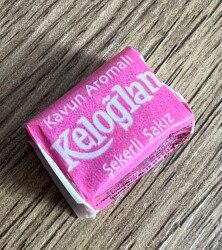 Kavun Aromalı
Keloğlan
Şekerli Sakız